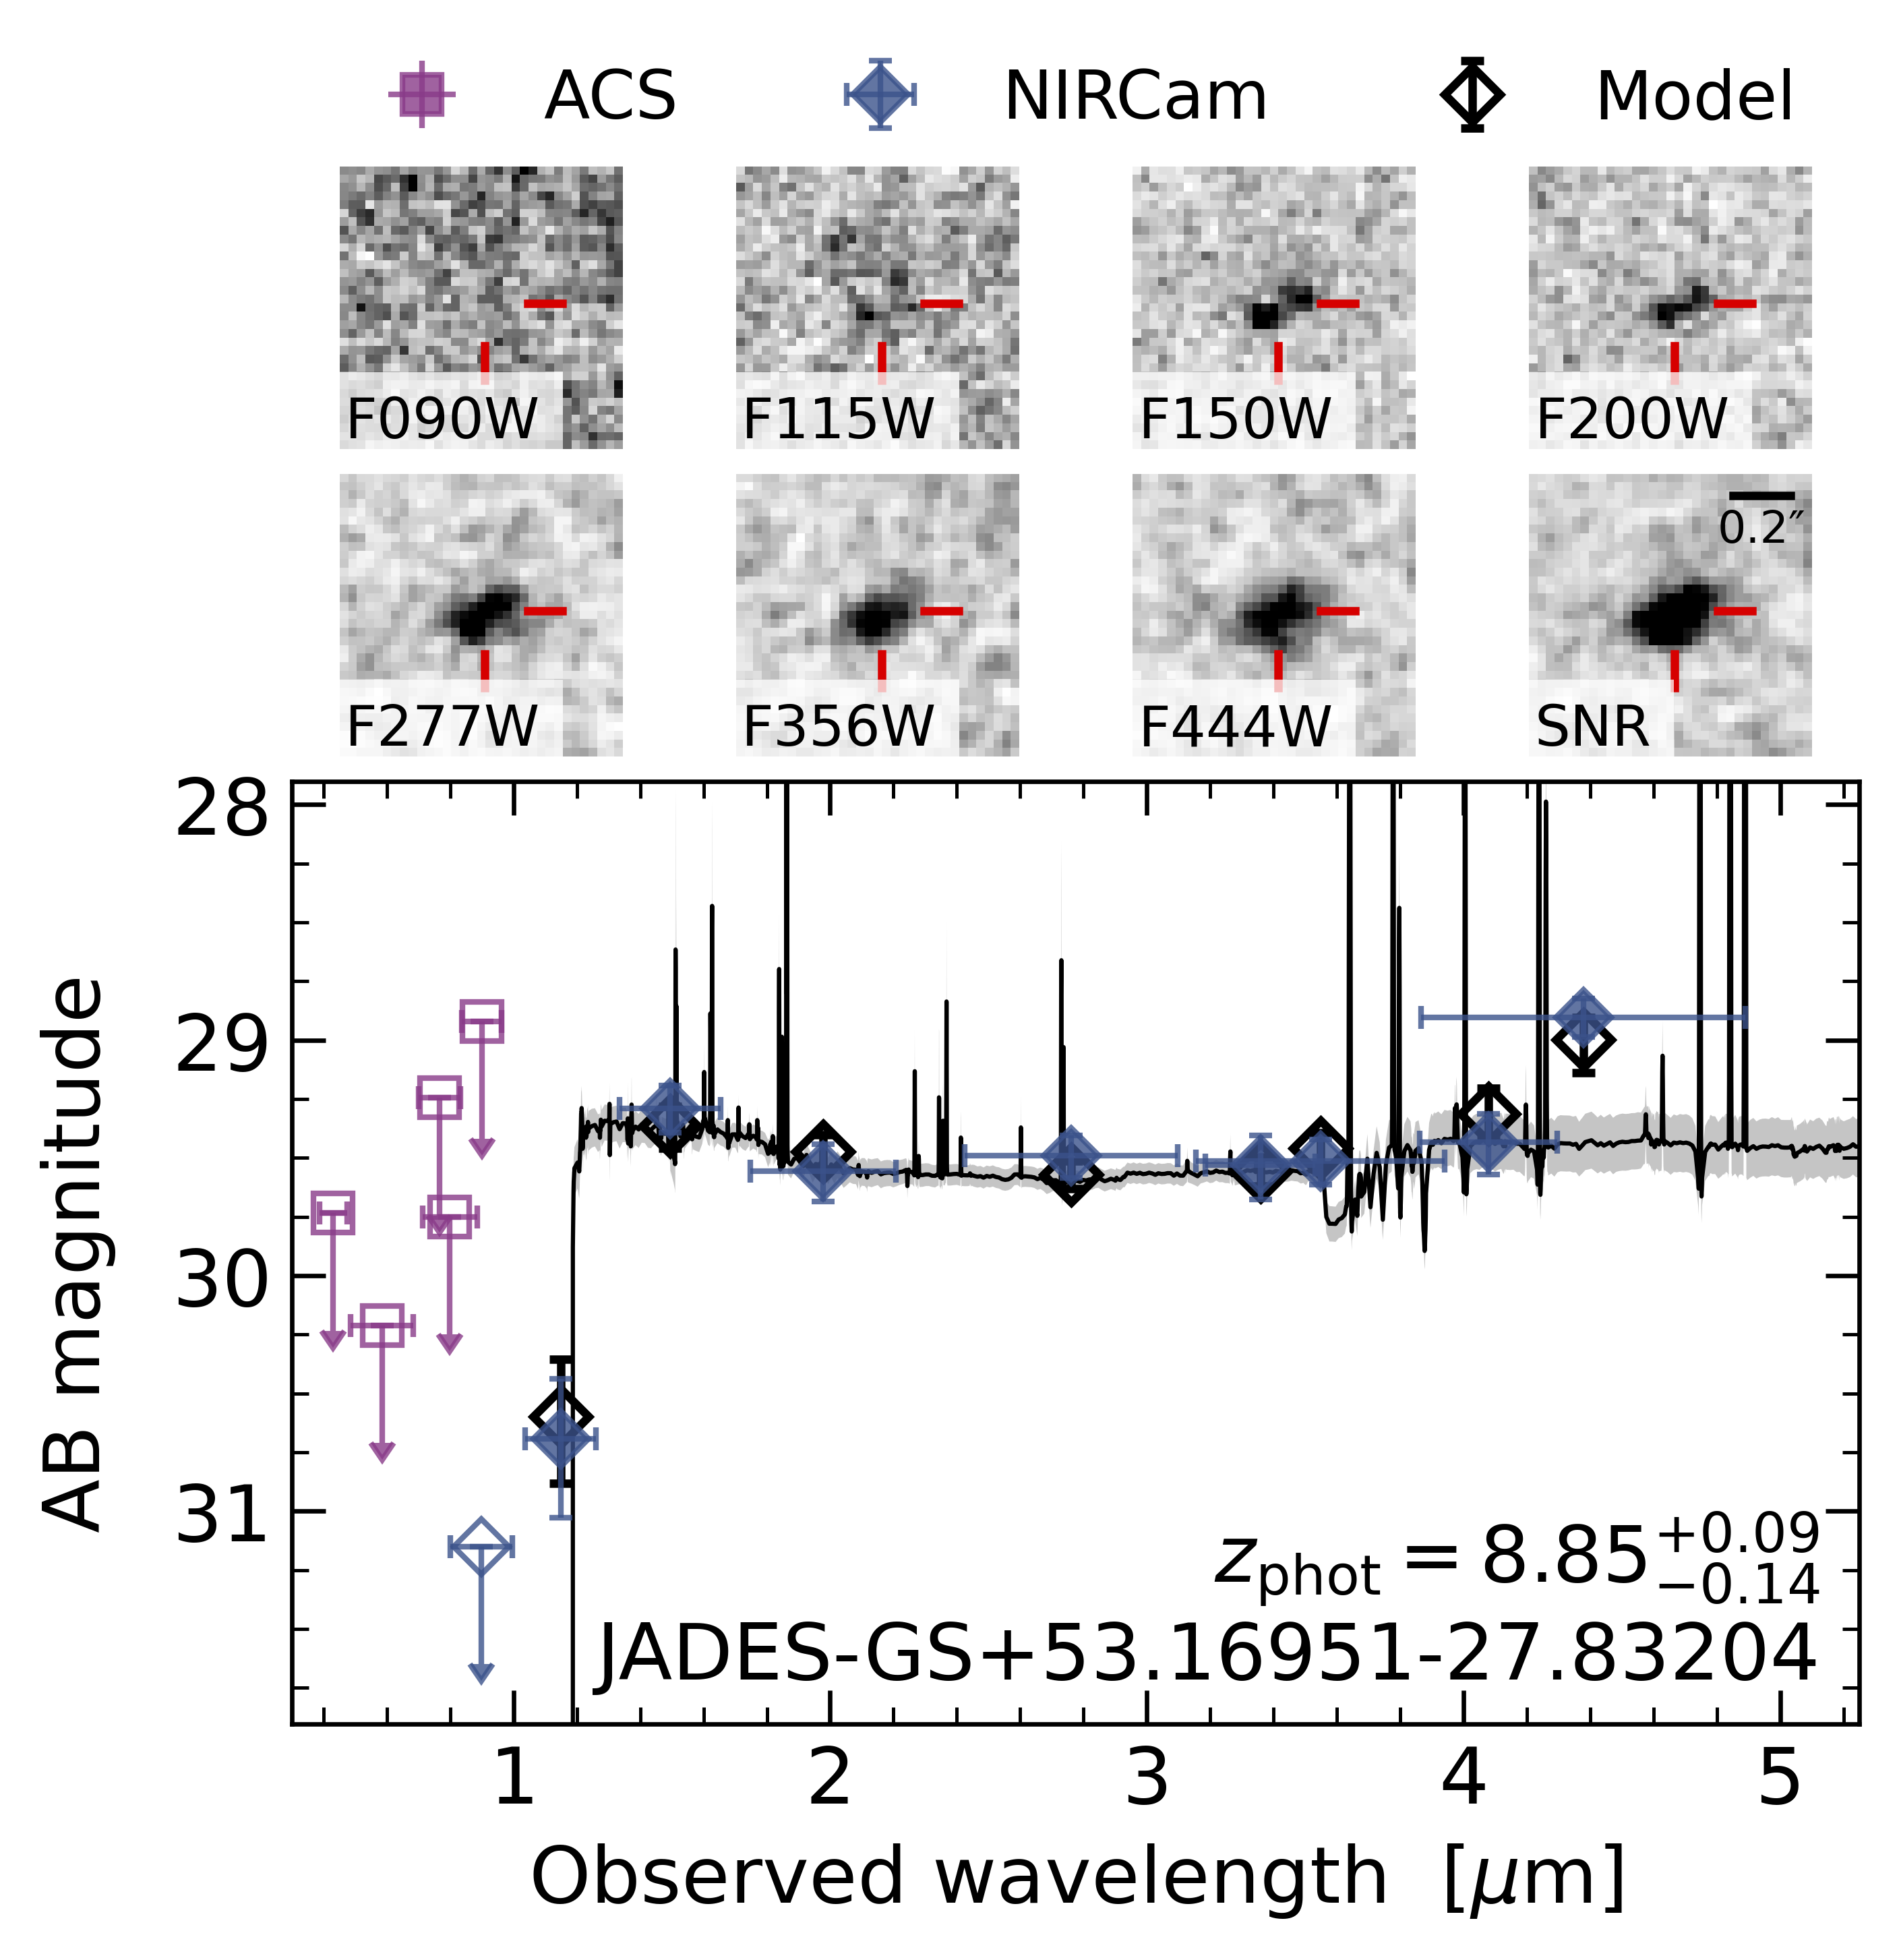 ACS NIRCam Model
F090W F115W F150W F200W
0.2″
F277W F356W F444W SNR
28
29
30
31
AB magnitude
z_phot = 8.85 +0.09 −0.14
JADES-GS+53.16951-27.83204
1 2 3 4 5
Observed wavelength [μm]